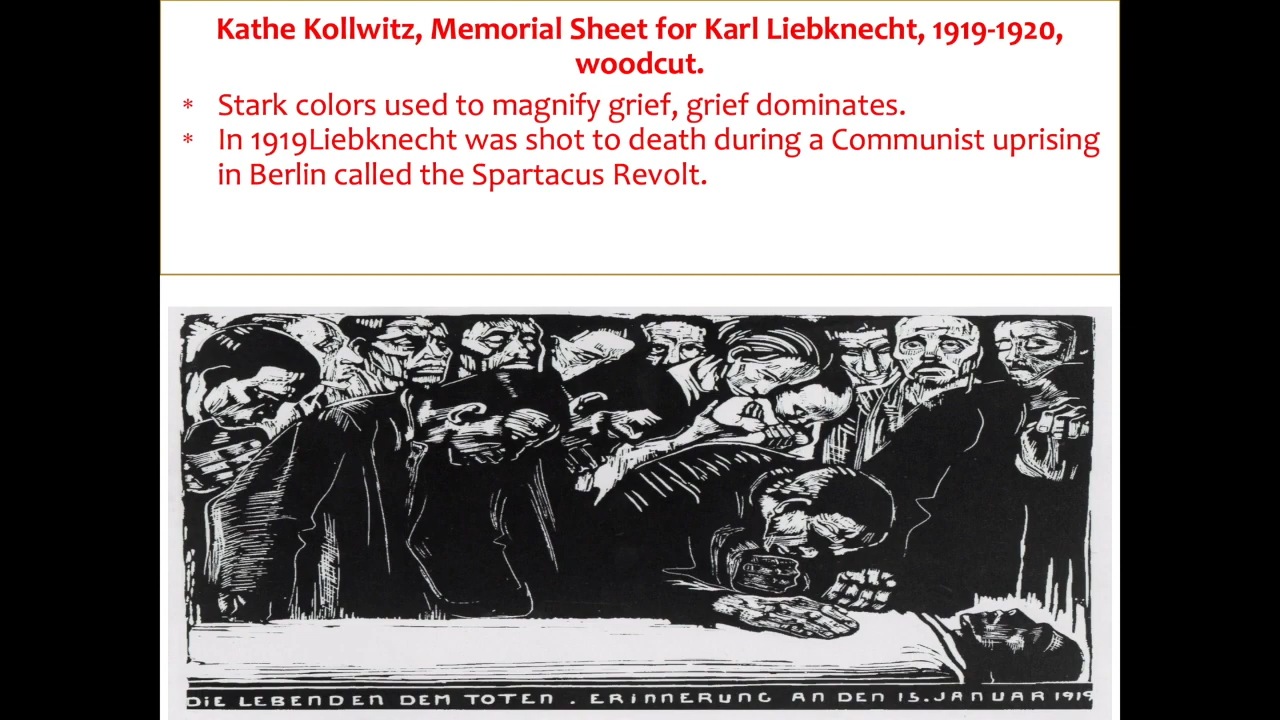 Kathe Kollwitz, Memorial Sheet for Karl Liebknecht, 1919-1920,
woodcut.
* Stark colors used to magnify grief, grief dominates.
* In 1919Liebknecht was shot to death during a Communist uprising
in Berlin called the Spartacus Revolt.
DIE LEBENDEN DEM TOTEN . ERINNERUNG AN DEN 15. JANUAR 1919